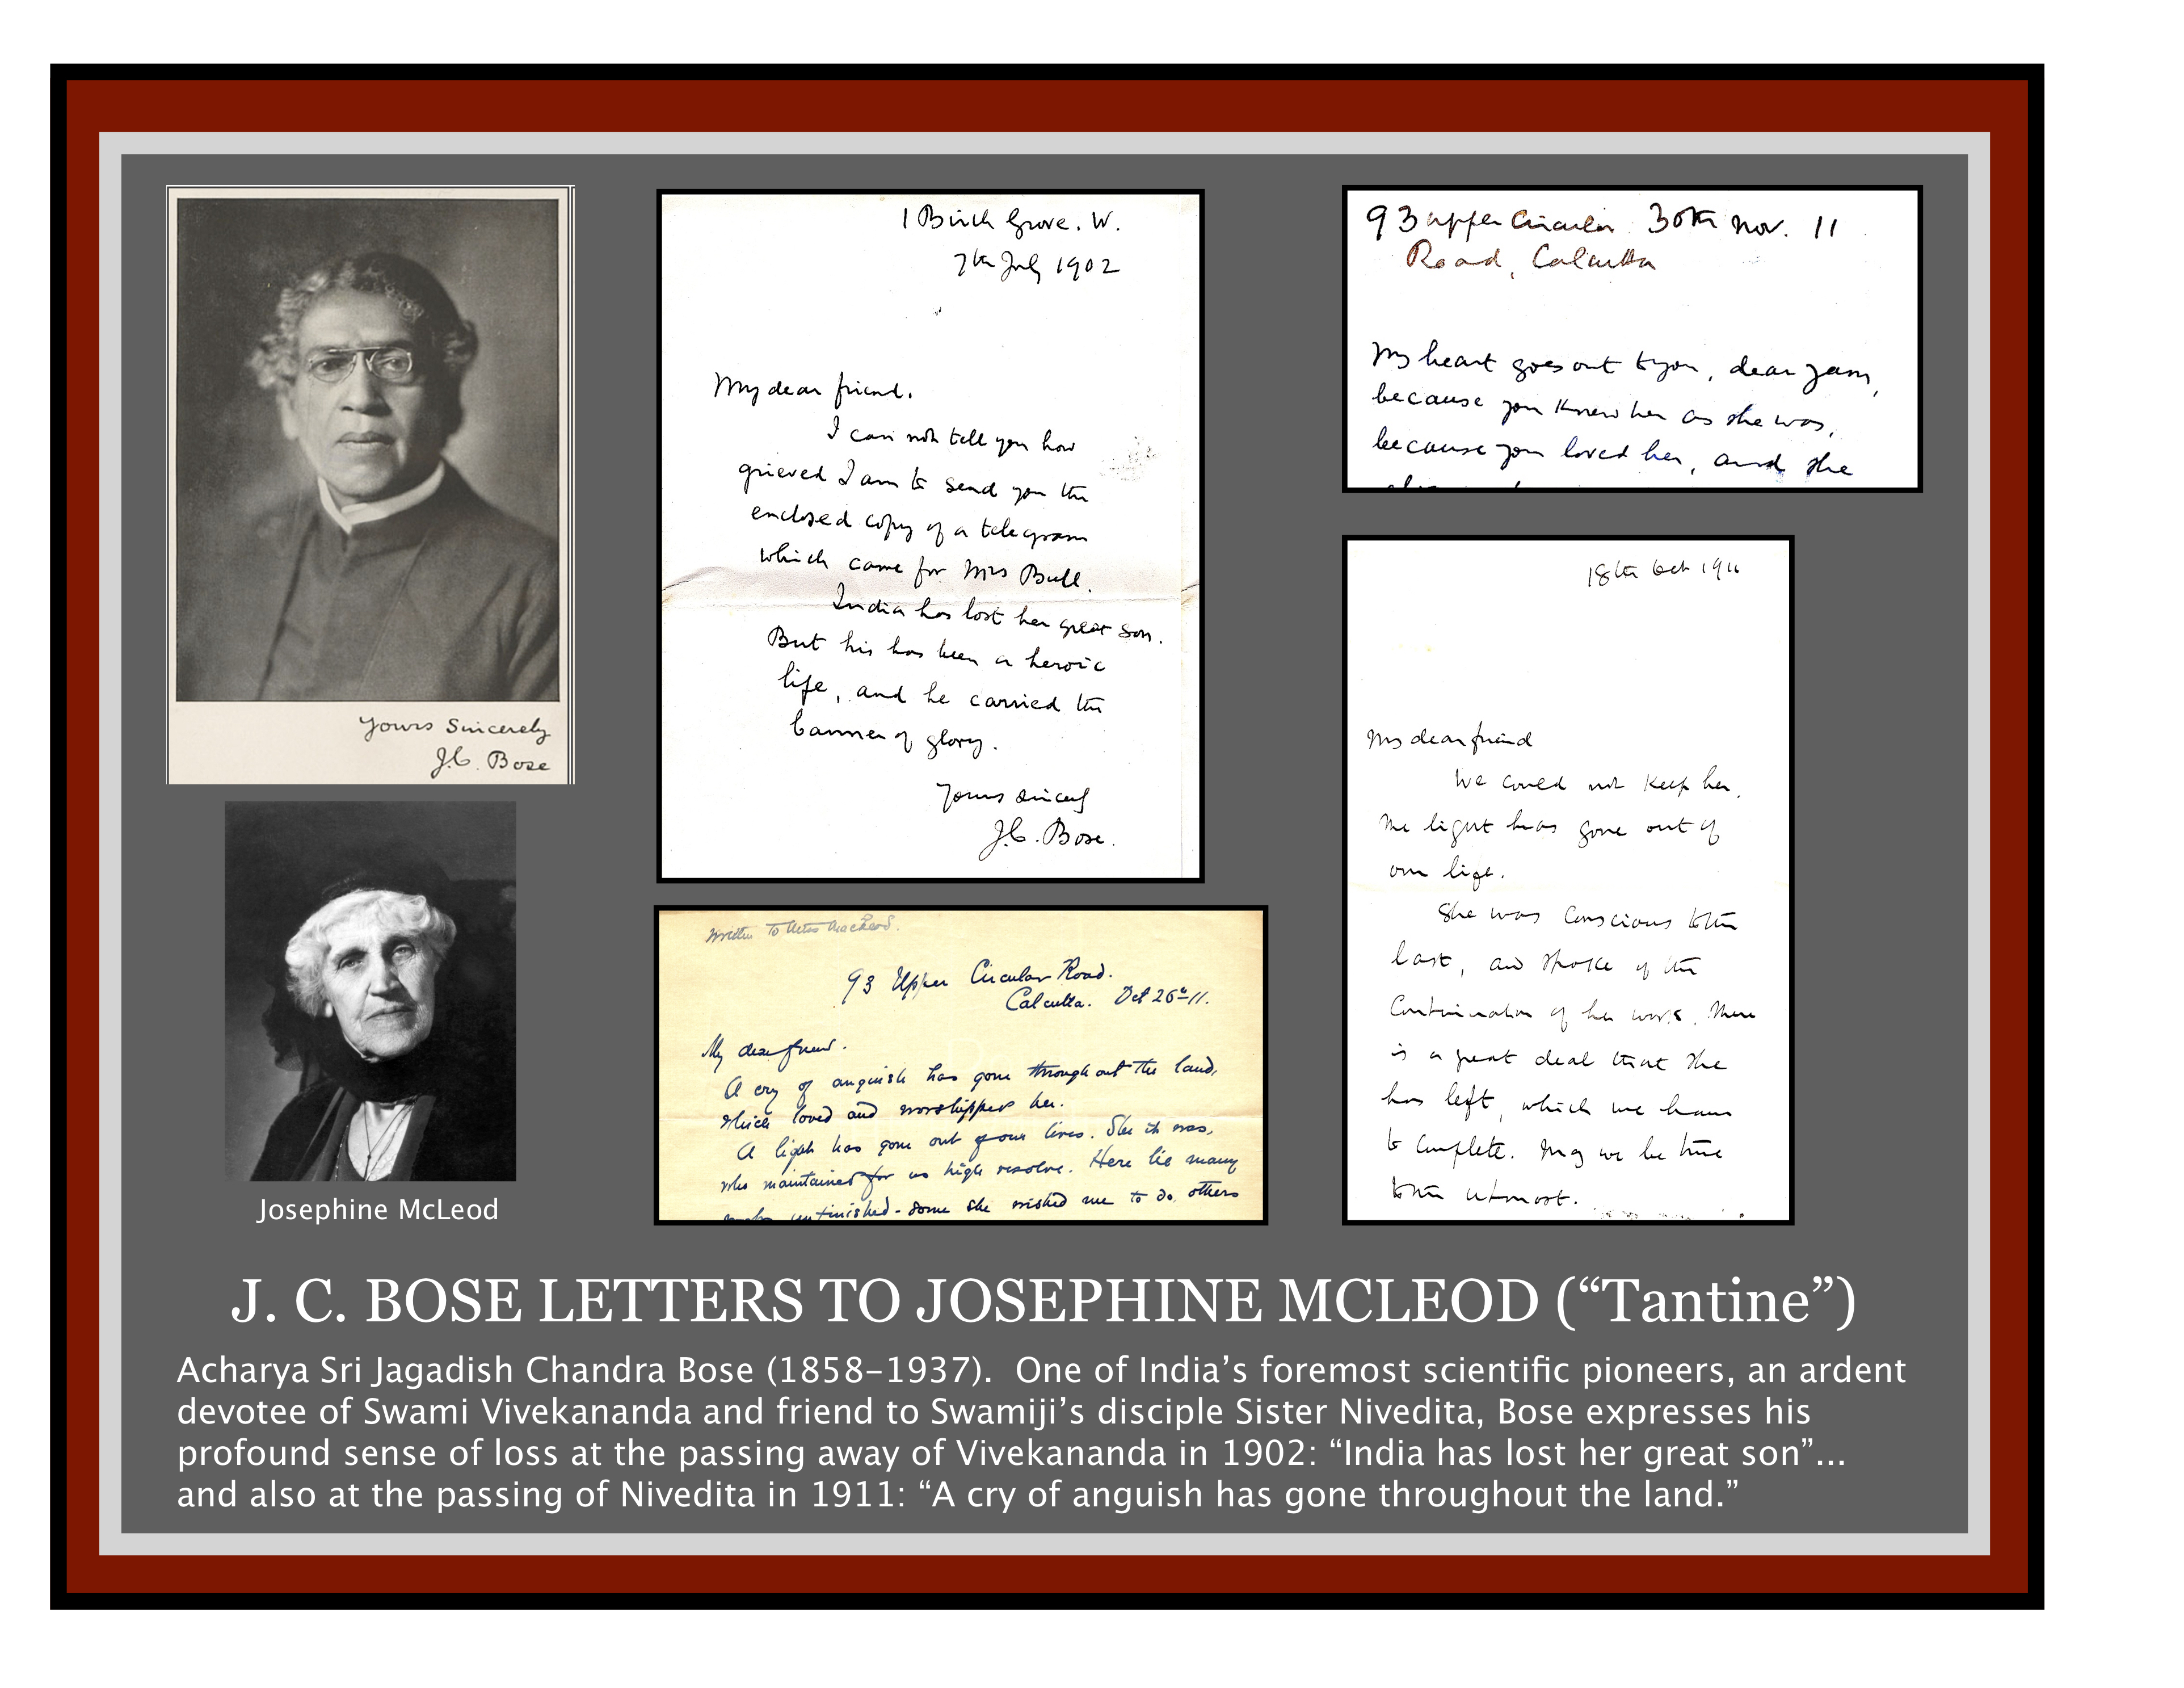 Yours Sincerely
J.C. Bose
Josephine McLeod
1 Birch Grove. W.
7th July 1902
My dear friend.
I can not tell you how
grieved I am to send you the
enclosed copy of a telegram
which came for Mrs Bull.
India has lost her great son.
But his has been a heroic
life, and he carried the
banner of glory.
Yours sincerly
J.C. Bose.
Written to Miss MacLeod.
93 Upper Circular Road.
Calcutta. Oct 26th 11.
My dear friend.
A cry of anguish has gone throughout the land,
which loved and worshipped her.
A light has gone out of our lives. She it was,
who maintained for us high resolve. Here lie many
unfinished - some she wished me to do, others
93 upper Circular 30th Nov. 11
Road, Calcutta
My heart goes out to you, dear
because you knew her as she was,
because you loved her, and she
18th Oct 1911
My dear friend
We could not keep her.
The light has gone out of
our life.
She was conscious to the
last, and spoke of the
continuation of her work. There
is a great deal that she
has left, which we have
to complete. May we be true
to the utmost.
J. C. BOSE LETTERS TO JOSEPHINE MCLEOD (“Tantine”)
Acharya Sri Jagadish Chandra Bose (1858–1937). One of India’s foremost scientific pioneers, an ardent
devotee of Swami Vivekananda and friend to Swamiji’s disciple Sister Nivedita, Bose expresses his
profound sense of loss at the passing away of Vivekananda in 1902: “India has lost her great son”...
and also at the passing of Nivedita in 1911: “A cry of anguish has gone throughout the land.”